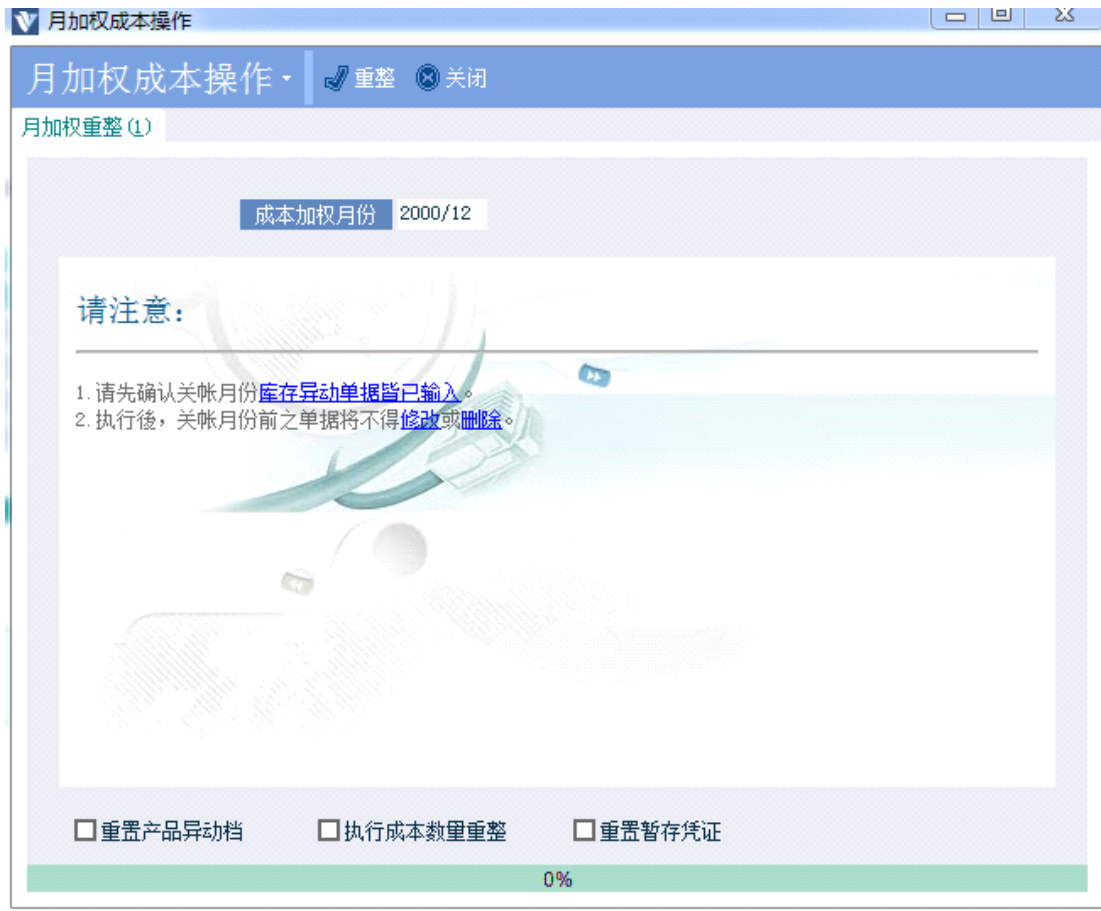 月加权成本操作
月加权成本操作 重整 关闭
月加权重整(1)
成本加权月份 2000/12
请注意：
1.请先确认关帐月份库存异动单据皆已输入。
2.执行後，关帐月份前之单据将不得修改或删除。
重置产品异动档 执行成本数量重整 重置暂存凭证
0%